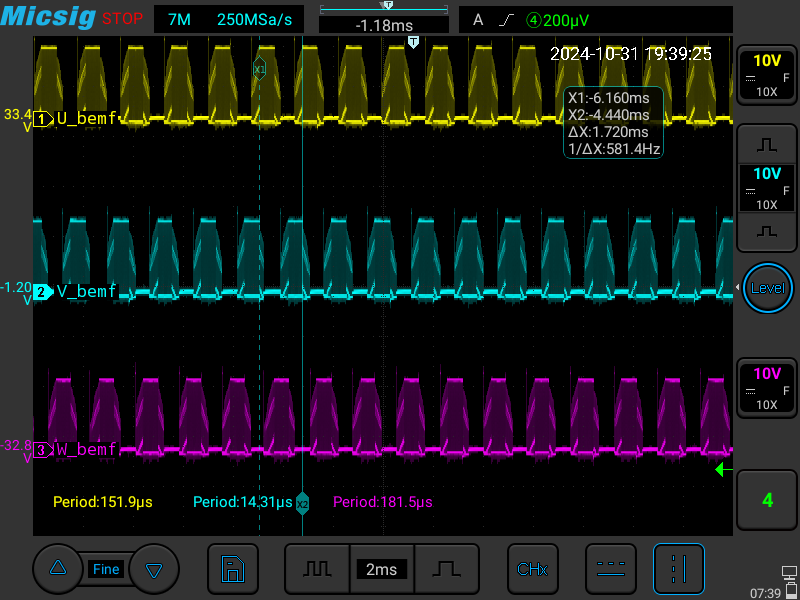 Micsig STOP 7M 250MSa/s T -1.18ms A 4 200μV
T
2024-10-31 19:39:25
10V
F
10X
X1
X1:-6.160ms
X2:-4.440ms
ΔX:1.720ms
1/ΔX:581.4Hz
33.4 V 1 U_bemf
10V
F
10X
-1.20 V 2 V_bemf
Level
10V
F
10X
-32.8 V 3 W_bemf
Period:151.9μs Period:14.31μs X2 Period:181.5μs
4
Fine 2ms CHx
07:39